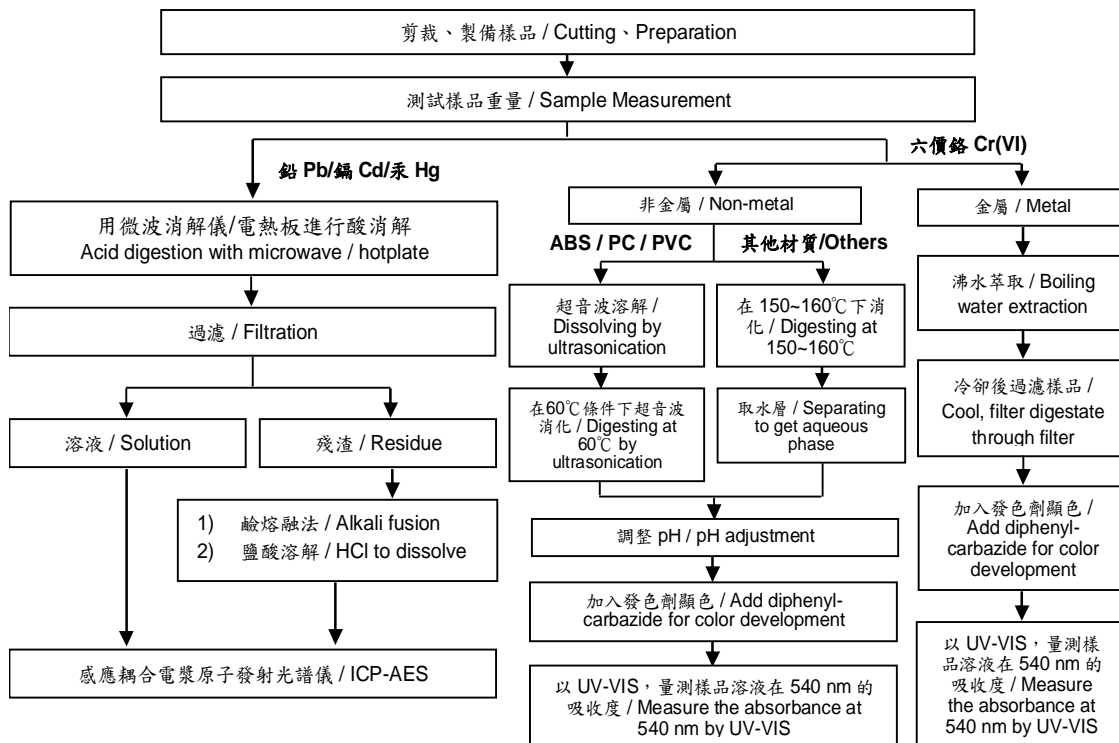 剪裁、製備樣品 / Cutting、Preparation
測試樣品重量 / Sample Measurement
鉛 Pb/鎘 Cd/汞 Hg
六價鉻 Cr(VI)
用微波消解儀/電熱板進行酸消解
Acid digestion with microwave / hotplate
過濾 / Filtration
溶液 / Solution
殘渣 / Residue
1) 鹼熔融法 / Alkali fusion
2) 鹽酸溶解 / HCl to dissolve
感應耦合電漿原子發射光譜儀 / ICP-AES
非金屬 / Non-metal
ABS / PC / PVC
其他材質/Others
超音波溶解 /
Dissolving by
ultrasonication
在60℃條件下超音波
消化 / Digesting at
60℃ by
ultrasonication
在 150~160℃下消
化 / Digesting at
150~160℃
取水層 / Separating
to get aqueous
phase
調整 pH / pH adjustment
加入發色劑顯色 / Add diphenyl-
carbazide for color development
以 UV-VIS，量測樣品溶液在 540 nm 的
吸收度 / Measure the absorbance at
540 nm by UV-VIS
金屬 / Metal
沸水萃取 / Boiling
water extraction
冷卻後過濾樣品 /
Cool, filter digestate
through filter
加入發色劑顯色 /
Add diphenyl-
carbazide for color
development
以 UV-VIS，量測樣
品溶液在 540 nm 的
吸收度 / Measure
the absorbance at
540 nm by UV-VIS